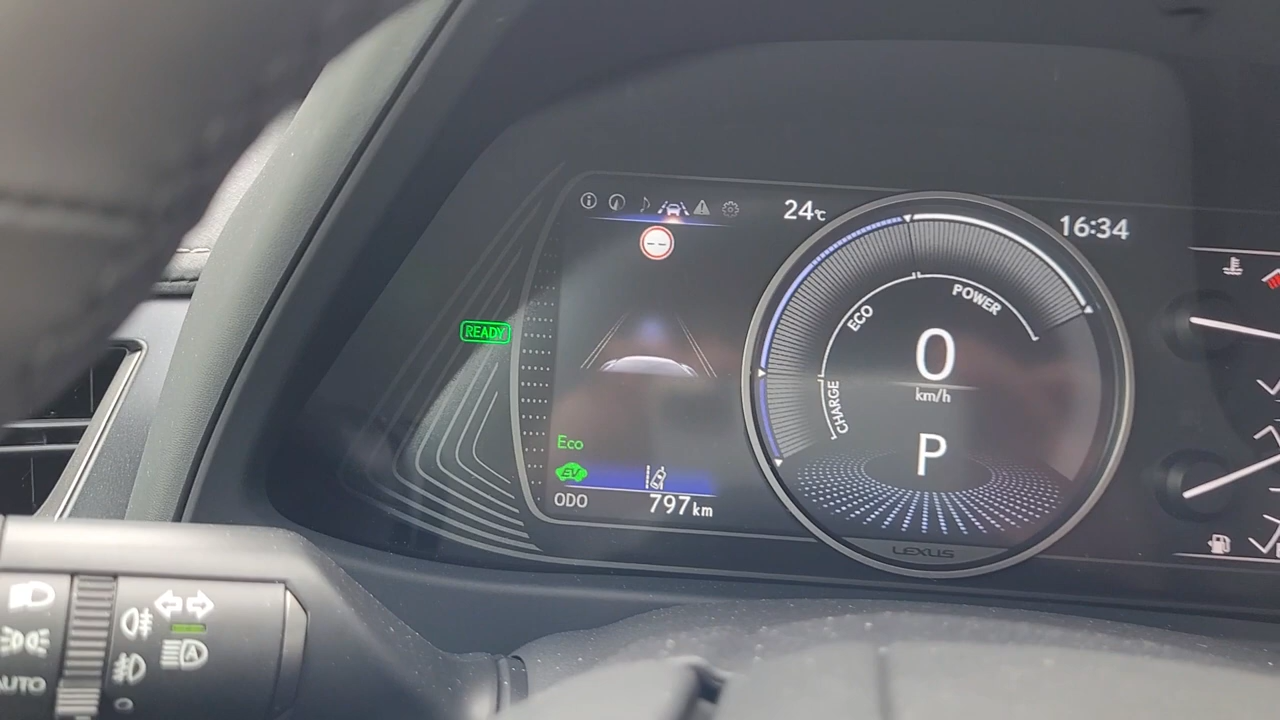 24°C
16:34
--
POWER
ECO
READY
0
km/h
CHARGE
P
Eco
EV
ODO 797 km
LEXUS
A
AUTO